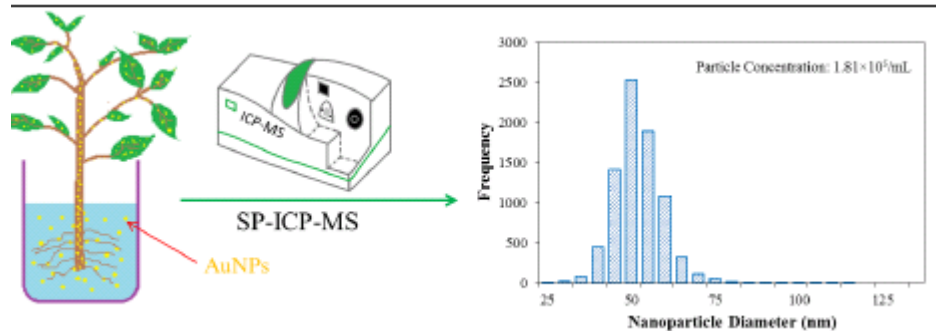 AuNPs
ICP-MS
SP-ICP-MS
Particle Concentration: 1.81×10⁵/mL
Frequency
3000
2500
2000
1500
1000
500
0
25 50 75 100 125
Nanoparticle Diameter (nm)